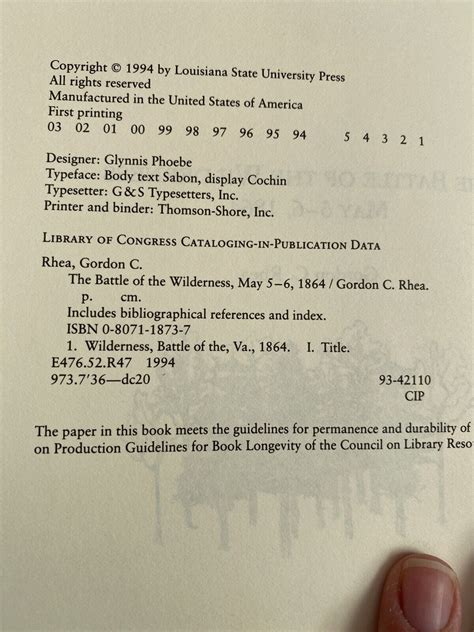 Copyright © 1994 by Louisiana State University Press
All rights reserved
Manufactured in the United States of America
First printing
03 02 01 00 99 98 97 96 95 94 5 4 3 2 1
Designer: Glynnis Phoebe
Typeface: Body text Sabon, display Cochin
Typesetter: G&S Typesetters, Inc.
Printer and binder: Thomson-Shore, Inc.
LIBRARY OF CONGRESS CATALOGING-IN-PUBLICATION DATA
Rhea, Gordon C.
The Battle of the Wilderness, May 5–6, 1864 / Gordon C. Rhea.
p. cm.
Includes bibliographical references and index.
ISBN 0-8071-1873-7
1. Wilderness, Battle of the, Va., 1864. I. Title.
E476.52.R47 1994
973.7'36—dc20 93-42110
CIP
The paper in this book meets the guidelines for permanence and durability of
on Production Guidelines for Book Longevity of the Council on Library Reso